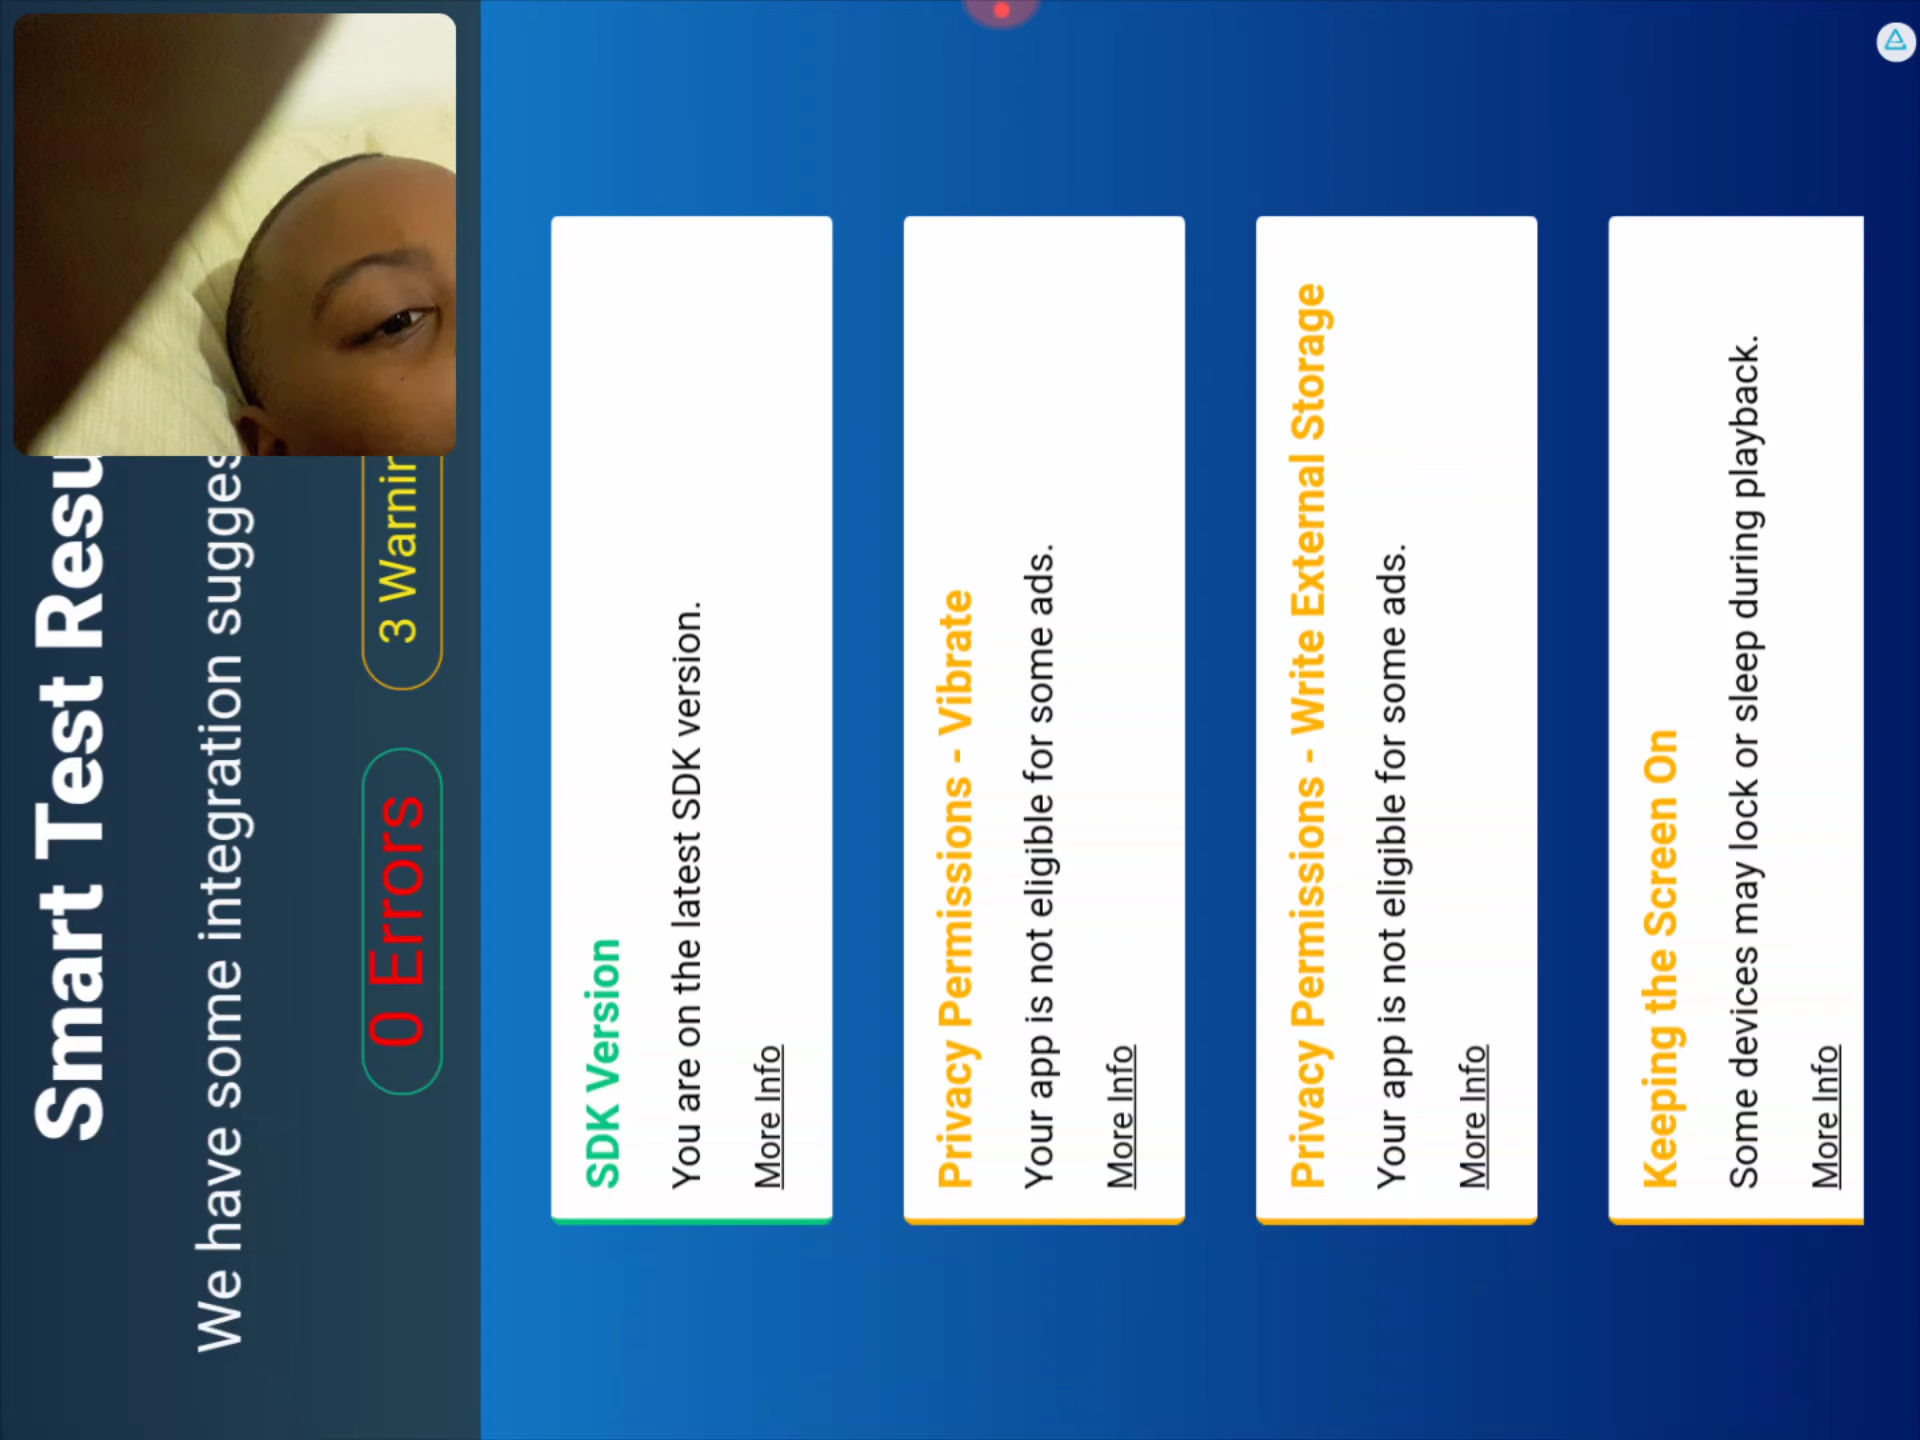 Smart Test Resu
We have some integration sugges
0 Errors
3 Warnin
SDK Version
You are on the latest SDK version.
More Info
Privacy Permissions - Vibrate
Your app is not eligible for some ads.
More Info
Privacy Permissions - Write External Storage
Your app is not eligible for some ads.
More Info
Keeping the Screen On
Some devices may lock or sleep during playback.
More Info